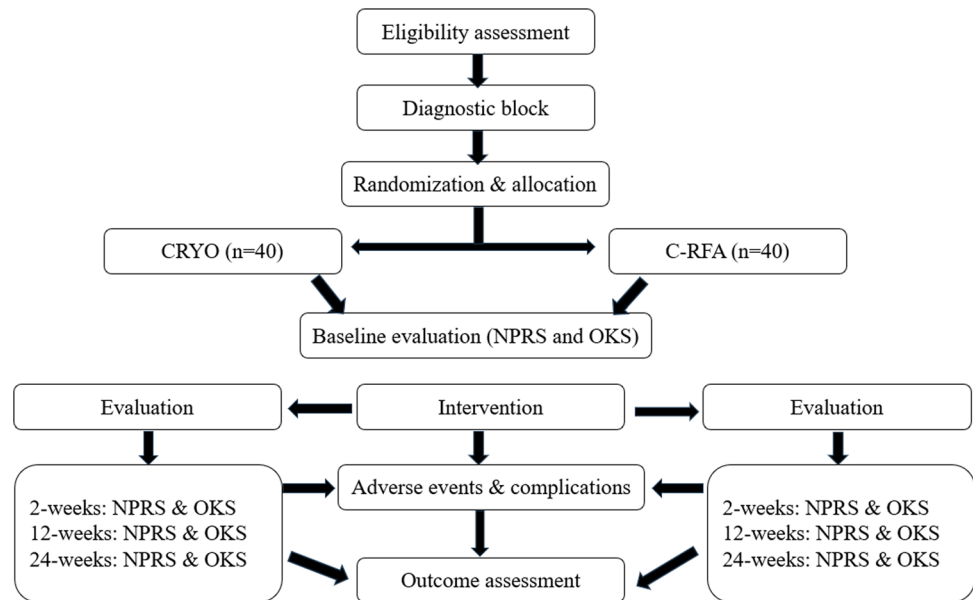 Eligibility assessment
Diagnostic block
Randomization & allocation
CRYO (n=40)
C-RFA (n=40)
Baseline evaluation (NPRS and OKS)
Evaluation
Intervention
Evaluation
2-weeks: NPRS & OKS
12-weeks: NPRS & OKS
24-weeks: NPRS & OKS
Adverse events & complications
2-weeks: NPRS & OKS
12-weeks: NPRS & OKS
24-weeks: NPRS & OKS
Outcome assessment